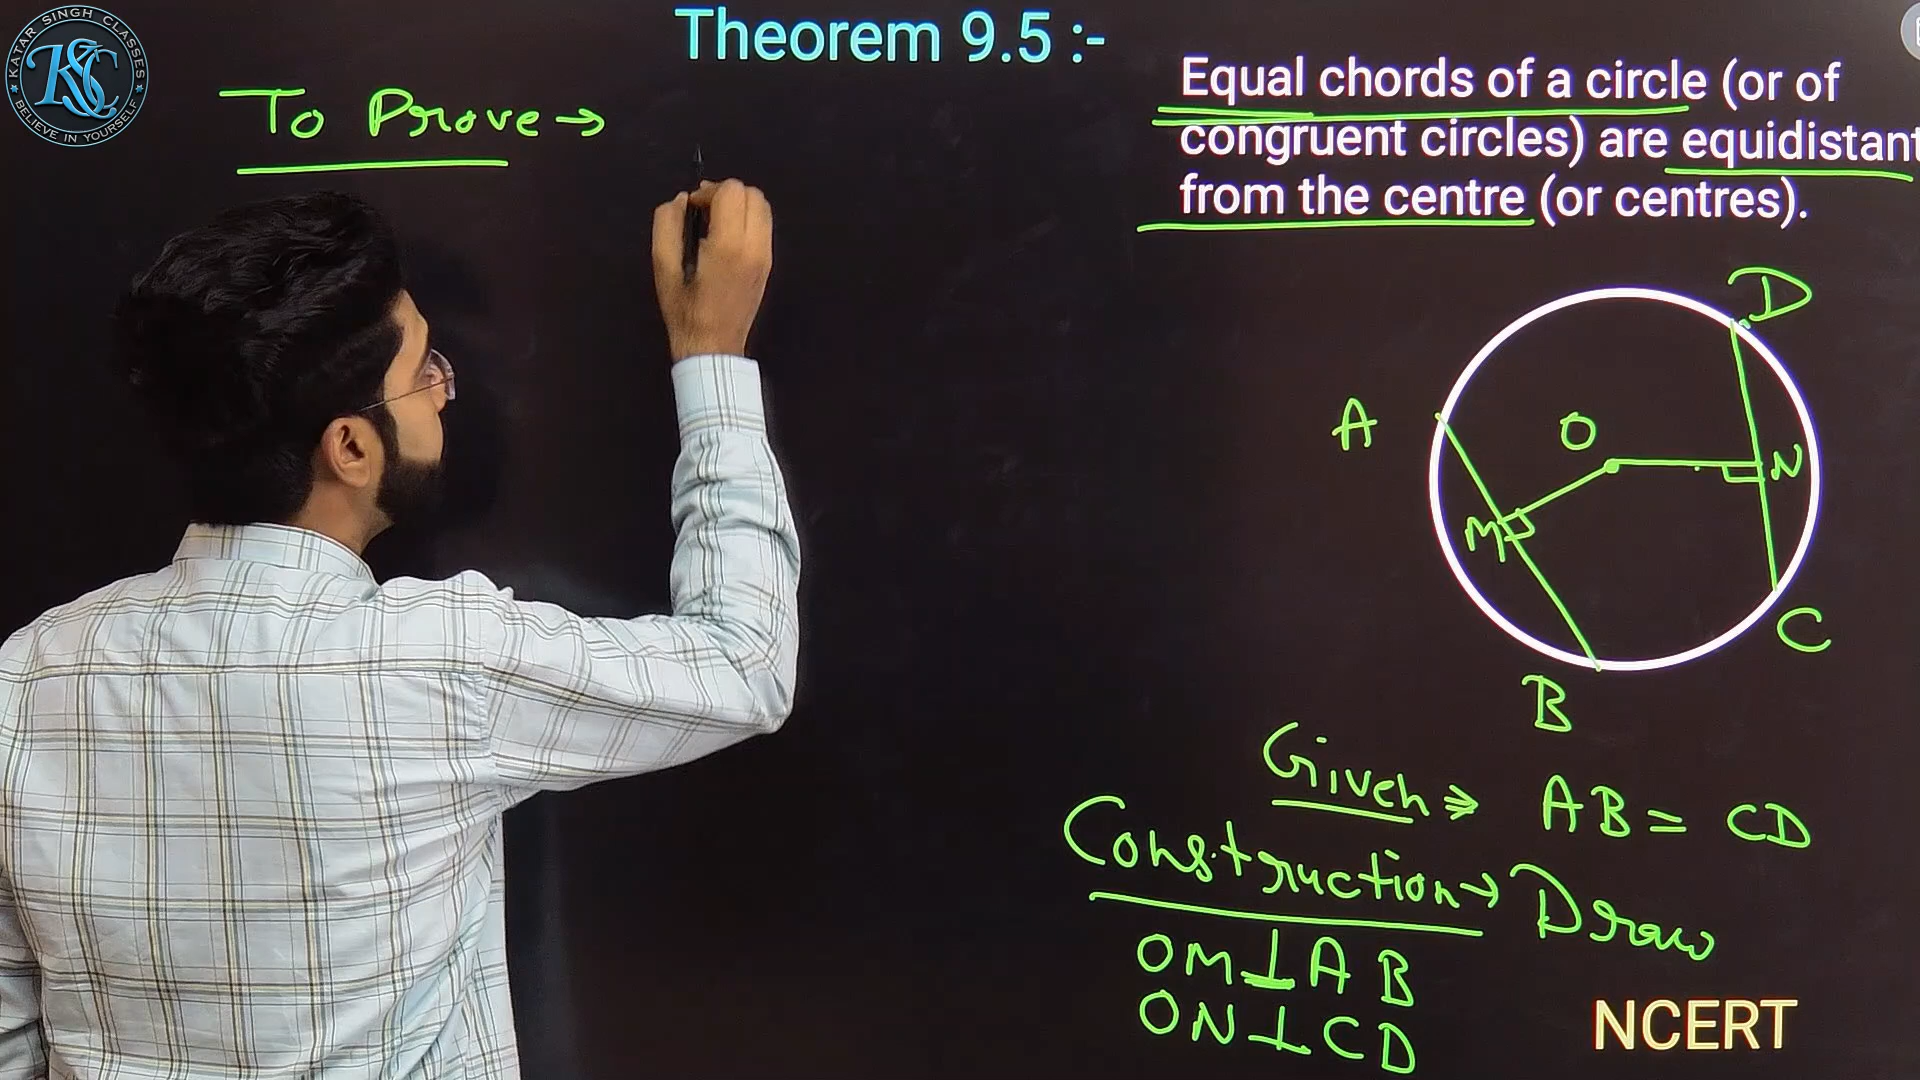 KATAR SINGH CLASSES
KSC
BELIEVE IN YOURSELF
Theorem 9.5 :-
To Prove →
Equal chords of a circle (or of
congruent circles) are equidistant
from the centre (or centres).
D
A
O
N
M
C
B
Given ⇒ AB = CD
Construction → Draw
OM⊥AB
ON⊥CD
NCERT